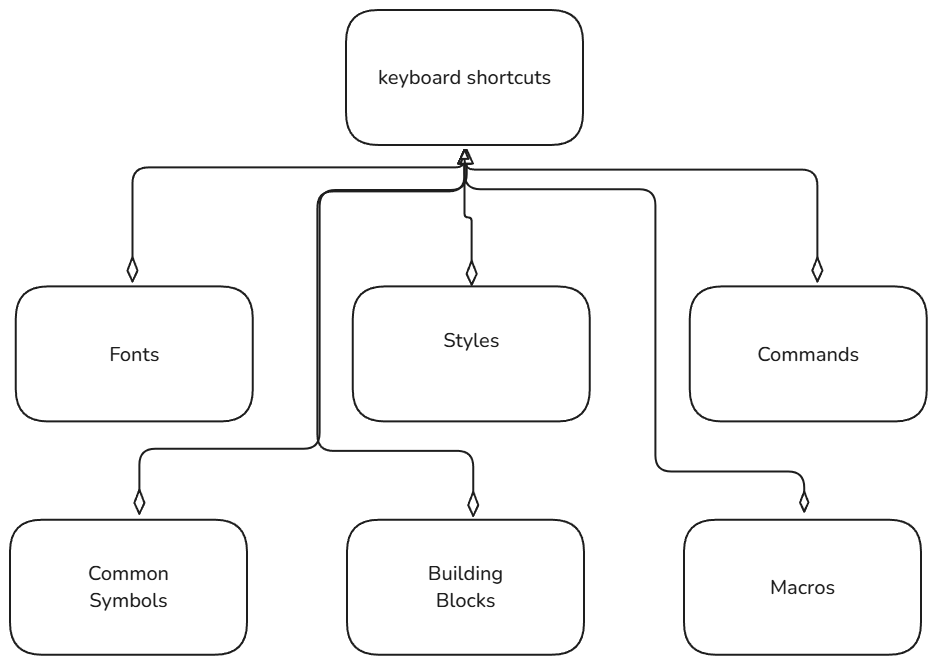 keyboard shortcuts
Fonts
Styles
Commands
Common
Symbols
Building
Blocks
Macros